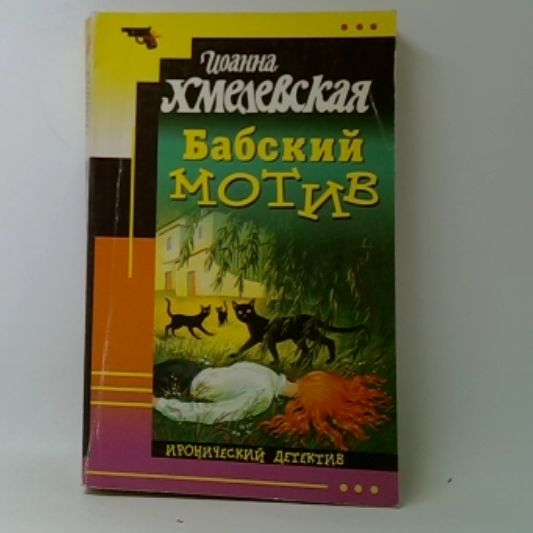 Иоанна
Хмелевская
Бабский
МОТИВ
ИРОНИЧЕСКИЙ ДЕТЕКТИВ